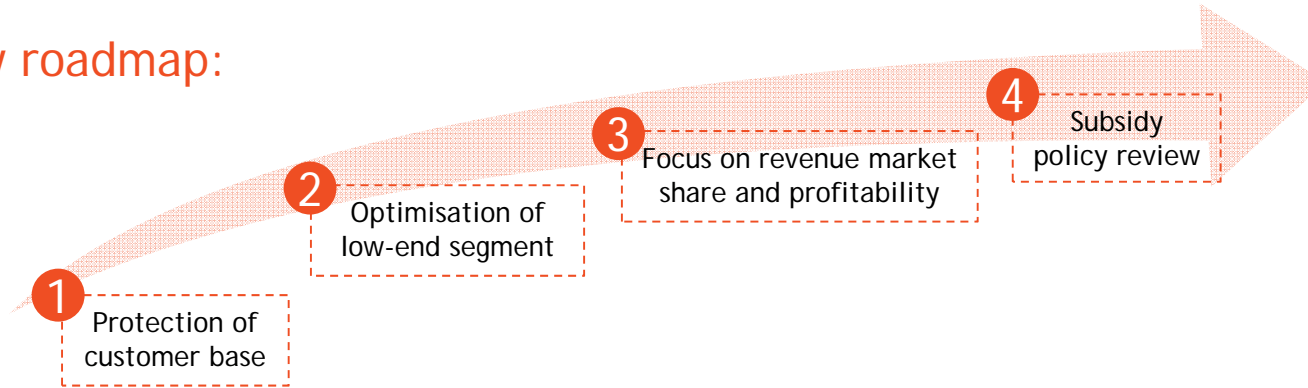 roadmap:
1
Protection of
customer base
2
Optimisation of
low-end segment
3
Focus on revenue market
share and profitability
4
Subsidy
policy review